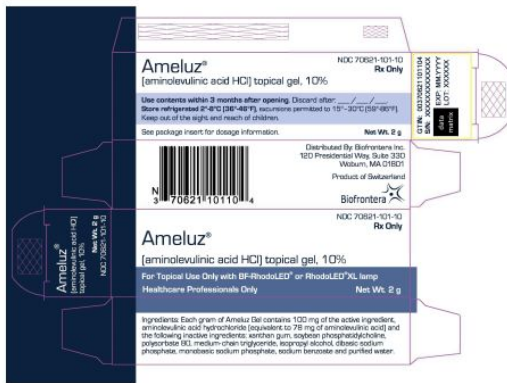 Ameluz®
NDC 70621-101-10
Rx Only
(aminolevulinic acid HCl) topical gel, 10%
Use contents within 3 months after opening. Discard after: ___/___/___.
Store refrigerated 2°-8°C (36°-46°F), excursions permitted to 15°-30°C (59°-86°F).
Keep out of the sight and reach of children.
See package insert for dosage information.
Net Wt. 2 g
GTIN: 00370621101104
S/N: XXXXXXXXXXXXXX
EXP: MM.YYYY
LOT: XXXXXX
data
matrix
Distributed By: Biofrontera Inc.
120 Presidential Way, Suite 330
Woburn, MA 01801
Product of Switzerland
Biofrontera
N
3 70621 10110 4
Ameluz®
(aminolevulinic acid HCl)
topical gel, 10%
Net Wt. 2 g
NDC 70621-101-10
NDC 70621-101-10
Rx Only
Ameluz®
(aminolevulinic acid HCl) topical gel, 10%
For Topical Use Only with BF-RhodoLED® or RhodoLED®XL lamp
Healthcare Professionals Only
Net Wt. 2 g
Ingredients: Each gram of Ameluz Gel contains 100 mg of the active ingredient,
aminolevulinic acid hydrochloride (equivalent to 78 mg of aminolevulinic acid) and
the following inactive ingredients: xanthan gum, soybean phosphatidylcholine,
polysorbate 80, medium-chain triglyceride, isopropyl alcohol, dibasic sodium
phosphate, monobasic sodium phosphate, sodium benzoate and purified water.